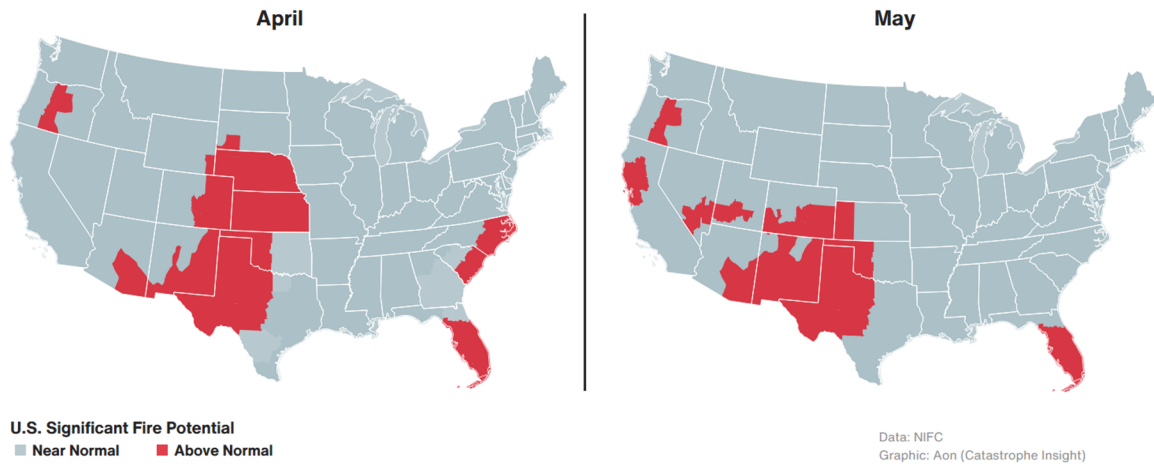 April
May
U.S. Significant Fire Potential
Near Normal
Above Normal
Data: NIFC
Graphic: Aon (Catastrophe Insight)